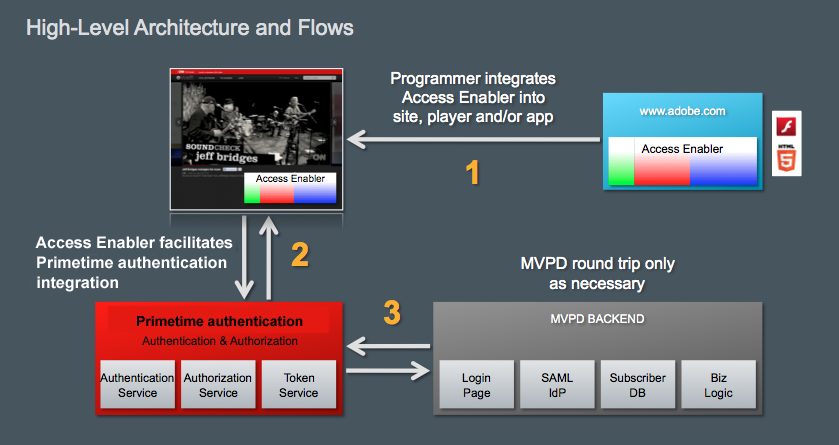 High-Level Architecture and Flows
Programmer integrates
Access Enabler into
site, player and/or app
1
www.adobe.com
Access Enabler
HTML
5
SOUNDCHECK
jeff bridges
ON
Access Enabler
Access Enabler facilitates
Primetime authentication
integration
2
MVPD round trip only
as necessary
3
Primetime authentication
Authentication & Authorization
Authentication
Service
Authorization
Service
Token
Service
MVPD BACKEND
Login
Page
SAML
IdP
Subscriber
DB
Biz
Logic